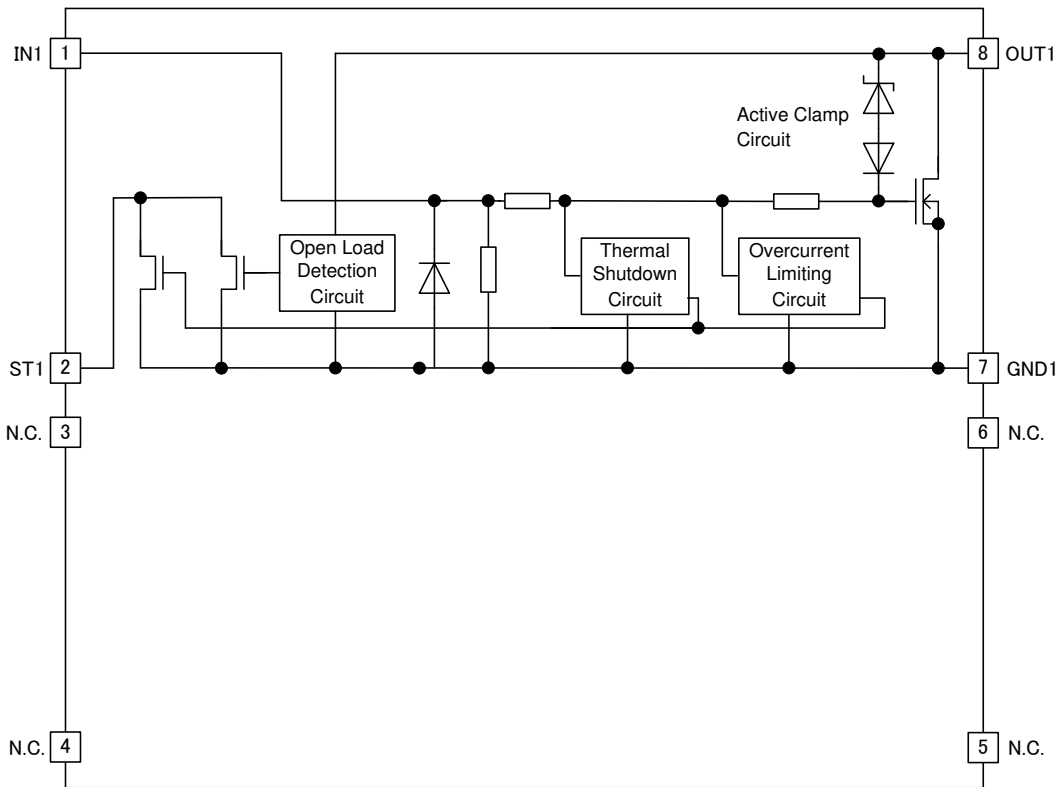 IN1 1
8 OUT1
Active Clamp
Circuit
Open Load
Detection
Circuit
Thermal
Shutdown
Circuit
Overcurrent
Limiting
Circuit
ST1 2
7 GND1
N.C. 3
6 N.C.
N.C. 4
5 N.C.